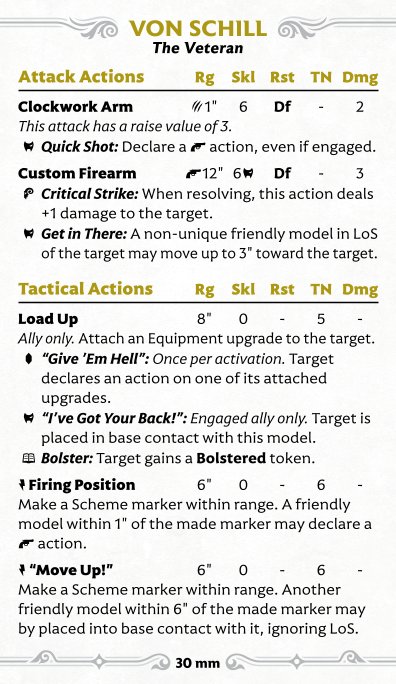 VON SCHILL
The Veteran
Attack Actions Rg Skl Rst TN Dmg
Clockwork Arm 1" 6 Df - 2
This attack has a raise value of 3.
Quick Shot: Declare a action, even if engaged.
Custom Firearm 12" 6 Df - 3
Critical Strike: When resolving, this action deals
+1 damage to the target.
Get in There: A non-unique friendly model in LoS
of the target may move up to 3" toward the target.
Tactical Actions Rg Skl Rst TN Dmg
Load Up 8" 0 - 5 -
Ally only. Attach an Equipment upgrade to the target.
“Give ’Em Hell”: Once per activation. Target
declares an action on one of its attached
upgrades.
“I’ve Got Your Back!”: Engaged ally only. Target is
placed in base contact with this model.
Bolster: Target gains a Bolstered token.
Firing Position 6" 0 - 6 -
Make a Scheme marker within range. A friendly
model within 1" of the made marker may declare a
action.
“Move Up!” 6" 0 - 6 -
Make a Scheme marker within range. Another
friendly model within 6" of the made marker may
by placed into base contact with it, ignoring LoS.
30 mm